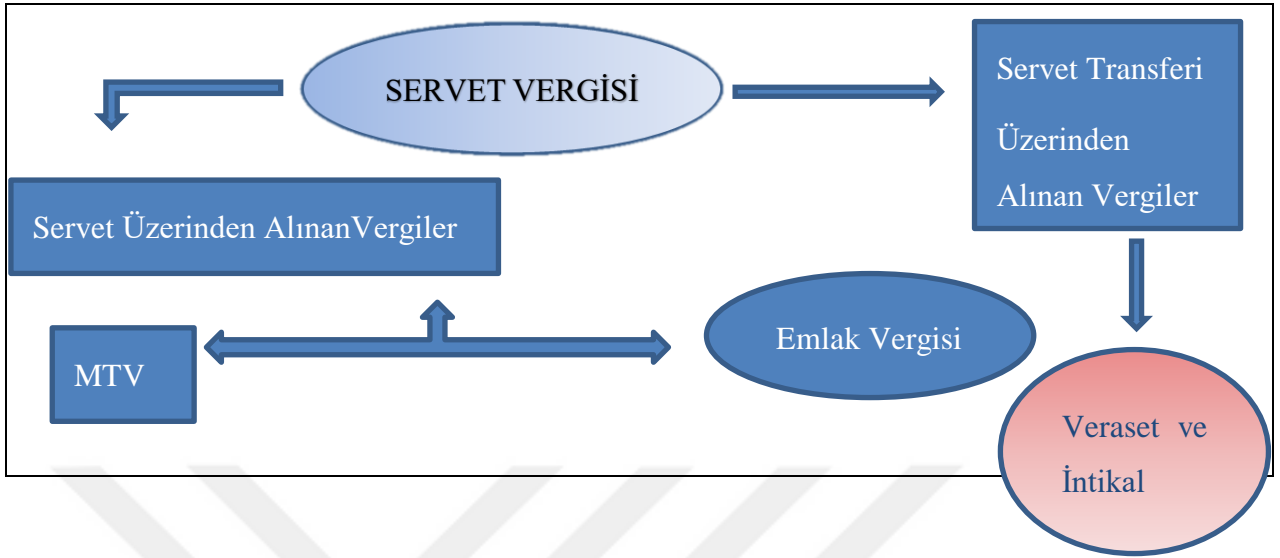 SERVET VERGİSİ
Servet Transferi
Üzerinden
Alınan Vergiler
Servet Üzerinden AlınanVergiler
Emlak Vergisi
MTV
Veraset ve
İntikal